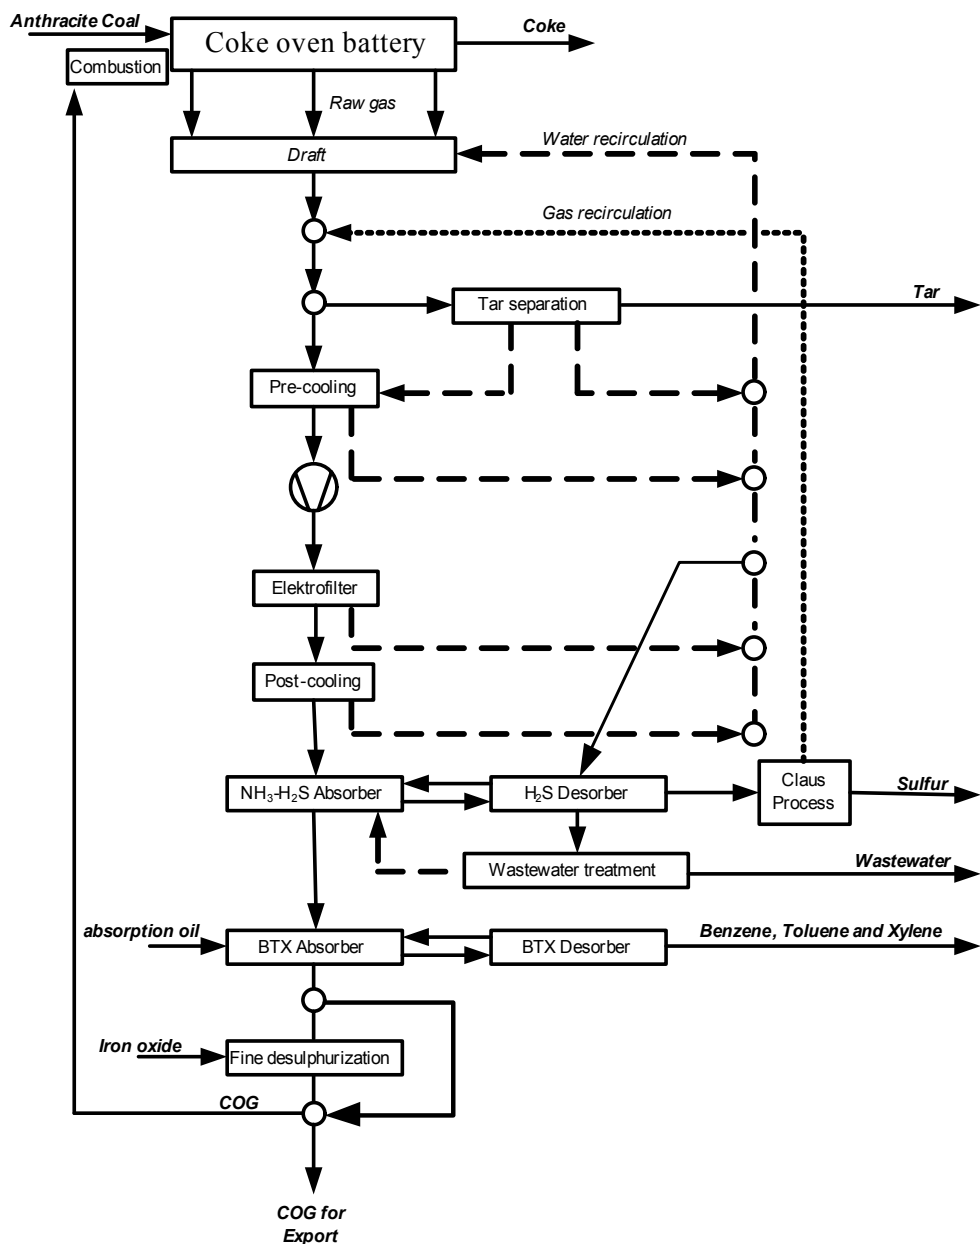 Anthracite Coal
Coke oven battery
Coke
Combustion
Raw gas
Draft
Water recirculation
Gas recirculation
Tar separation
Tar
Pre-cooling
Elektrofilter
Post-cooling
NH₃-H₂S Absorber
H₂S Desorber
Claus
Process
Sulfur
Wastewater treatment
Wastewater
absorption oil
BTX Absorber
BTX Desorber
Benzene, Toluene and Xylene
Iron oxide
Fine desulphurization
COG
COG for
Export